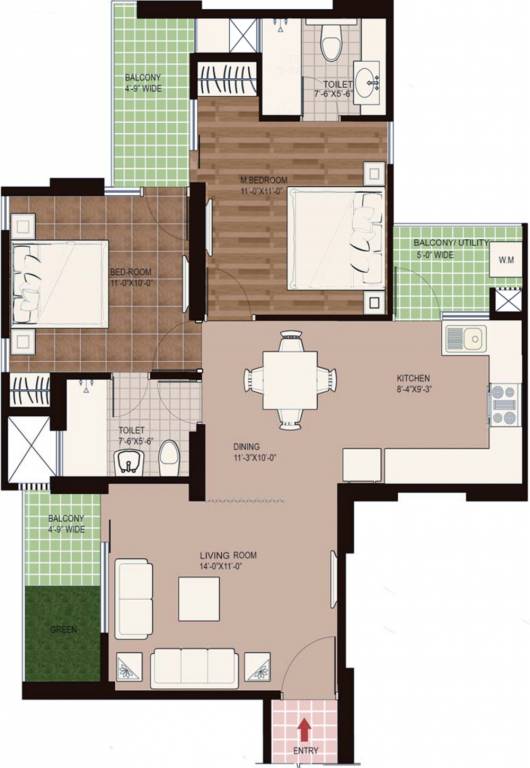 TOILET
7'-6"X5'-6"
BALCONY
4'-9" WIDE
M.BEDROOM
11'-0"X11'-0"
BALCONY/ UTILITY
5'-0" WIDE
W.M
BED-ROOM
11'-0"X10'-0"
KITCHEN
8'-4"X9'-3"
TOILET
7'-6"X5'-6"
DINING
11'-3"X10'-0"
BALCONY
4'-9" WIDE
LIVING ROOM
14'-0"X11'-0"
GREEN
ENTRY